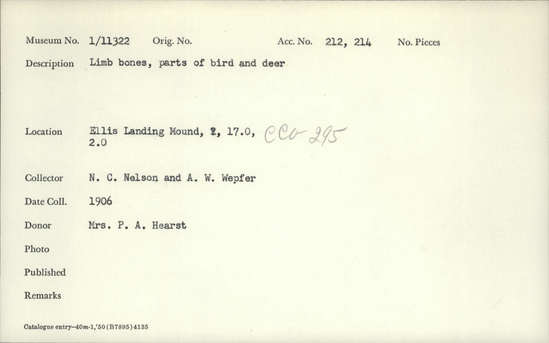 Museum No. 1/11322 Orig. No. Acc. No. 212, 214 No. Pieces
Description Limb bones, parts of bird and deer
Location Ellis Landing Mound, 2, 17.0, CCo 295
2.0
Collector N. C. Nelson and A. W. Wepfer
Date Coll. 1906
Donor Mrs. P. A. Hearst
Photo
Published
Remarks
Catalogue entry—40m-1,'50(B7895)4135